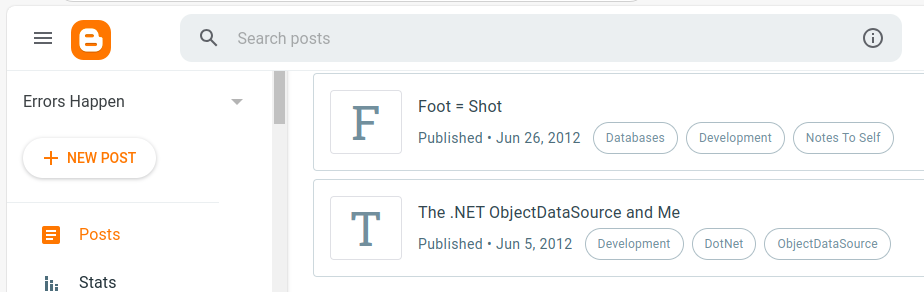 Search posts
Errors Happen
NEW POST
Posts
Stats
F
Foot = Shot
Published • Jun 26, 2012 Databases Development Notes To Self
T
The .NET ObjectDataSource and Me
Published • Jun 5, 2012 Development DotNet ObjectDataSource